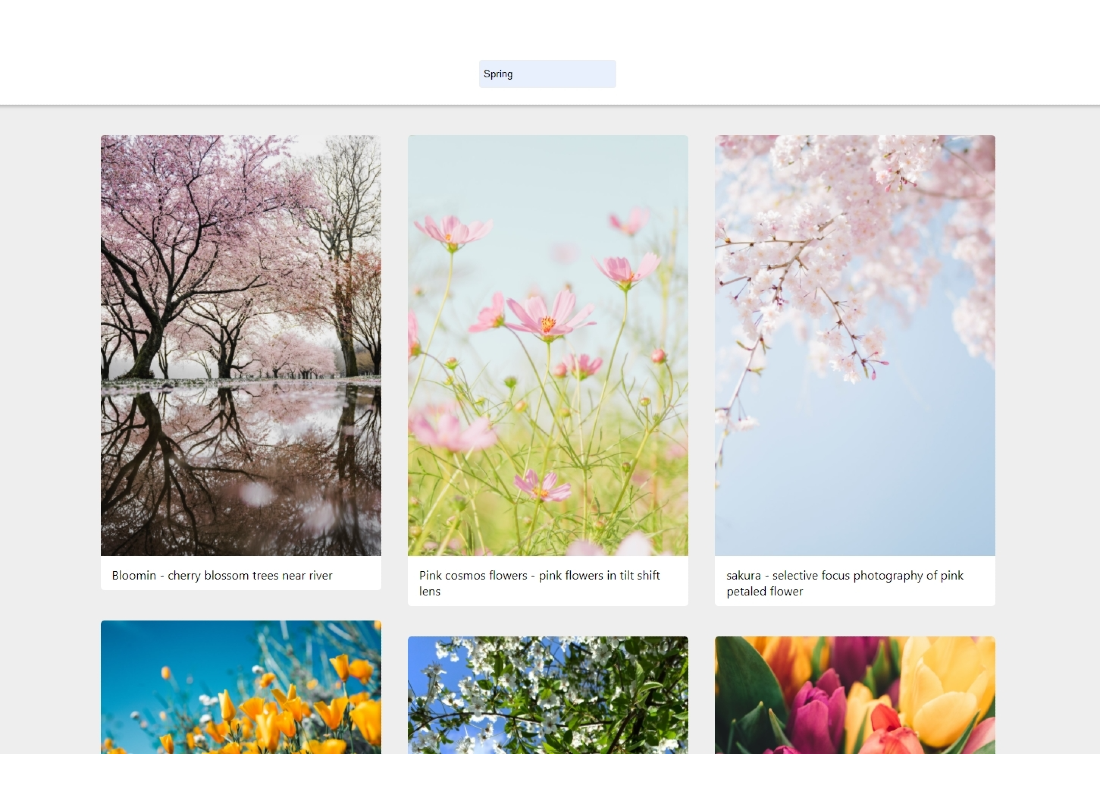 Spring
Bloomin - cherry blossom trees near river
Pink cosmos flowers - pink flowers in tilt shift
lens
sakura - selective focus photography of pink
petaled flower